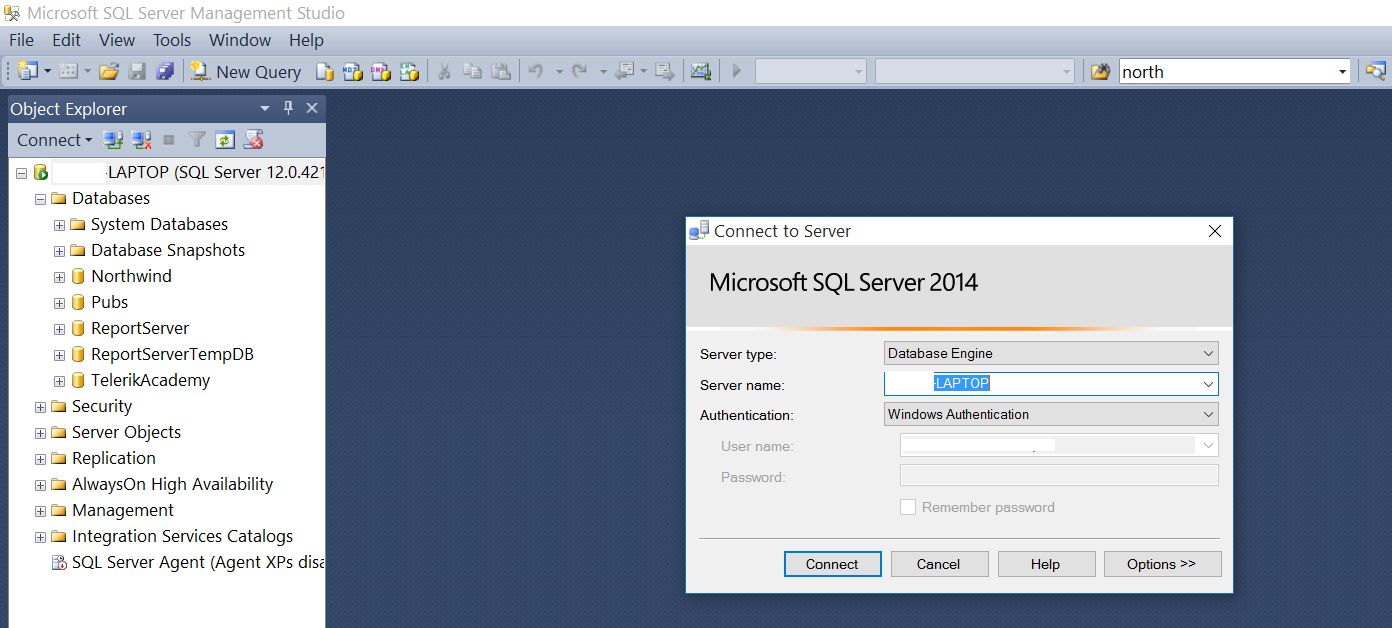 Microsoft SQL Server Management Studio
File Edit View Tools Window Help
New Query
north
Object Explorer
Connect
-LAPTOP (SQL Server 12.0.421
Databases
System Databases
Database Snapshots
Northwind
Pubs
ReportServer
ReportServerTempDB
TelerikAcademy
Security
Server Objects
Replication
AlwaysOn High Availability
Management
Integration Services Catalogs
SQL Server Agent (Agent XPs disa
Connect to Server
Microsoft SQL Server 2014
Server type: Database Engine
Server name: -LAPTOP
Authentication: Windows Authentication
User name:
Password:
Remember password
Connect Cancel Help Options >>